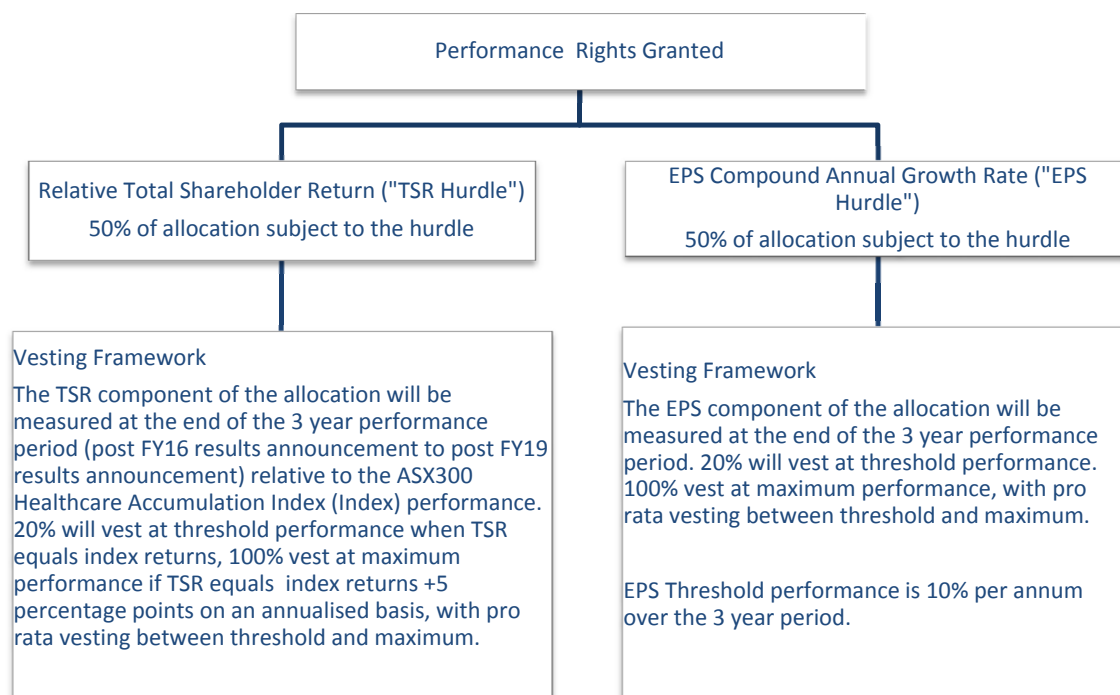 Performance  Rights Granted
Relative Total Shareholder Return ("TSR Hurdle")
50% of allocation subject to the hurdle
EPS Compound Annual Growth Rate ("EPS
Hurdle")
50% of allocation subject to the hurdle
Vesting Framework
The TSR component of the allocation will be
measured at the end of the 3 year performance
period (post FY16 results announcement to post FY19
results announcement) relative to the ASX300
Healthcare Accumulation Index (Index) performance.
20% will vest at threshold performance when TSR
equals index returns, 100% vest at maximum
performance if TSR equals  index returns +5
percentage points on an annualised basis, with pro
rata vesting between threshold and maximum.
Vesting Framework
The EPS component of the allocation will be
measured at the end of the 3 year performance
period. 20% will vest at threshold performance.
100% vest at maximum performance, with pro
rata vesting between threshold and maximum.
EPS Threshold performance is 10% per annum
over the 3 year period.